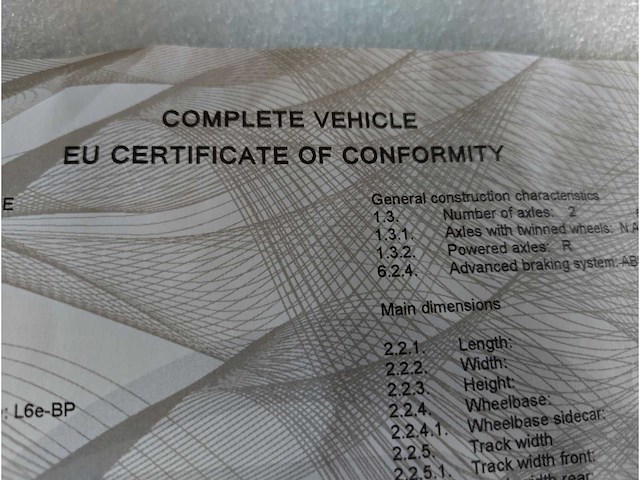 COMPLETE VEHICLE
EU CERTIFICATE OF CONFORMITY
E
General construction characteristics
1.3. Number of axles: 2
1.3.1. Axles with twinned wheels: N.A
1.3.2. Powered axles: R
6.2.4. Advanced braking system: AB
Main dimensions
2.2.1. Length:
2.2.2. Width:
2.2.3. Height:
2.2.4. Wheelbase:
: L6e-BP
2.2.4.1. Wheelbase sidecar:
2.2.5. Track width
2.2.5.1. Track width front:
width rear